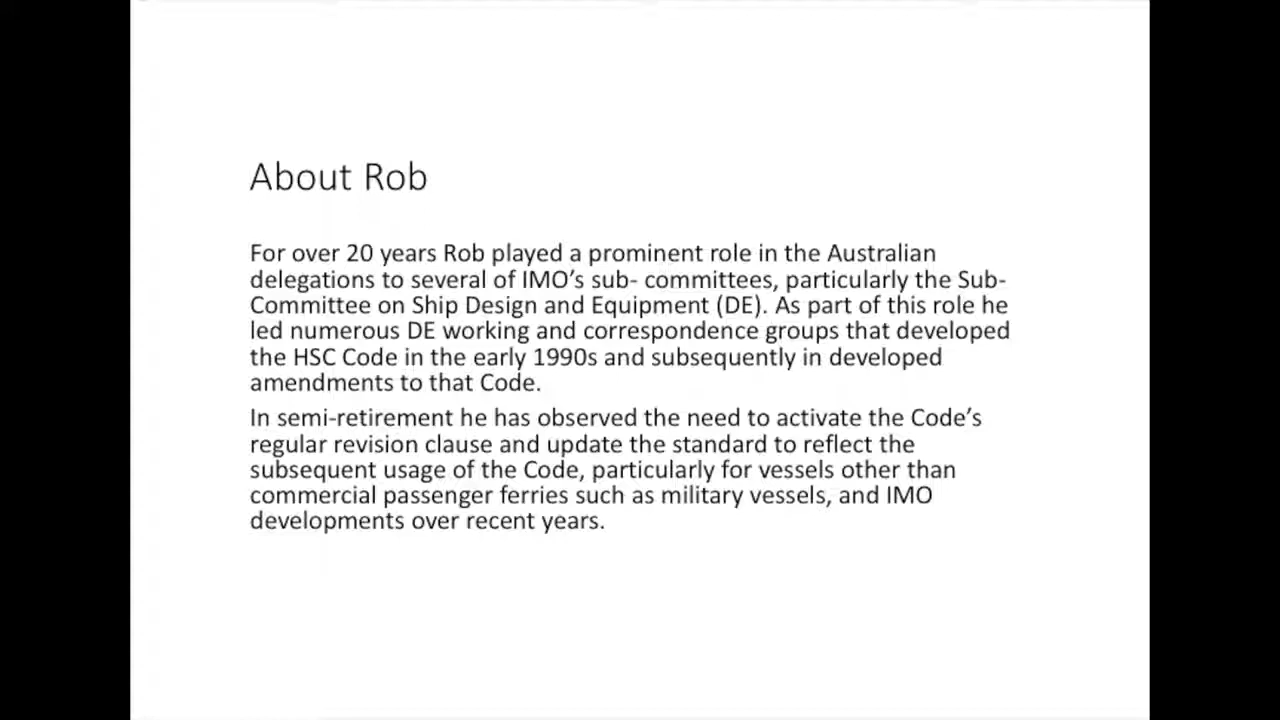 About Rob
For over 20 years Rob played a prominent role in the Australian
delegations to several of IMO’s sub- committees, particularly the Sub-
Committee on Ship Design and Equipment (DE). As part of this role he
led numerous DE working and correspondence groups that developed
the HSC Code in the early 1990s and subsequently in developed
amendments to that Code.
In semi-retirement he has observed the need to activate the Code’s
regular revision clause and update the standard to reflect the
subsequent usage of the Code, particularly for vessels other than
commercial passenger ferries such as military vessels, and IMO
developments over recent years.